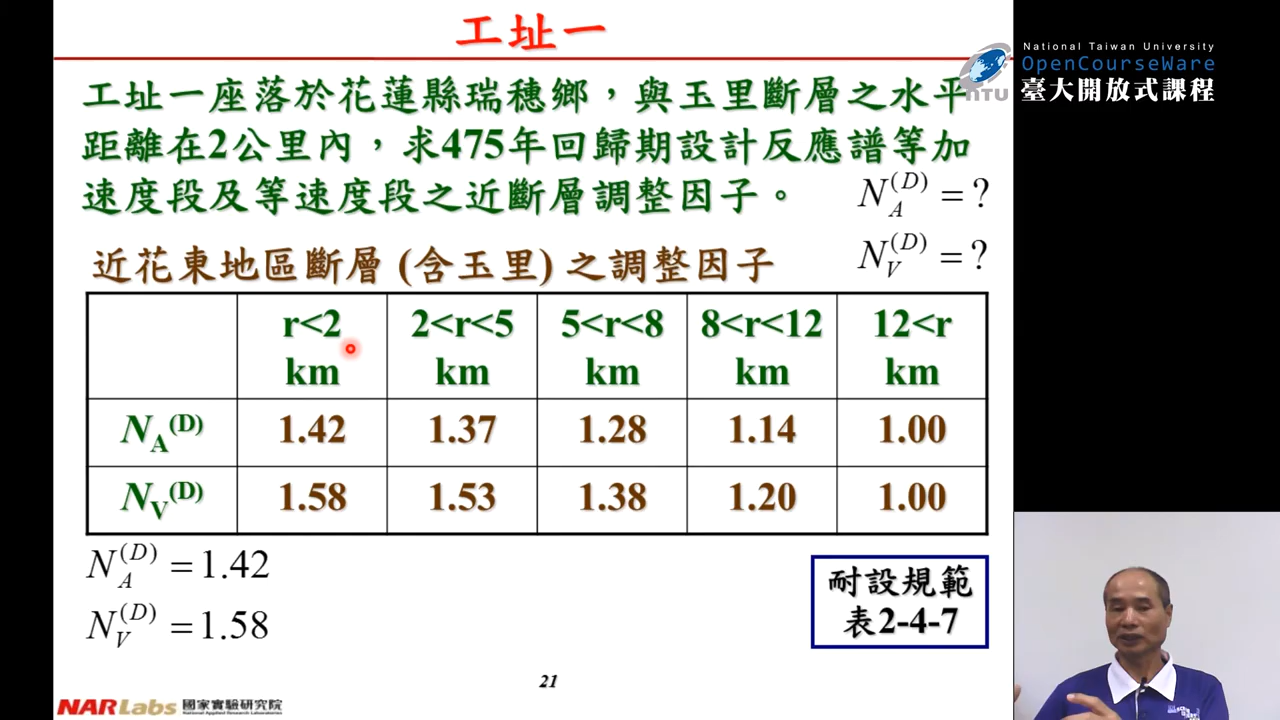 工址一
National Taiwan University
OpenCourseWare
NTU 臺大開放式課程
工址一座落於花蓮縣瑞穗鄉，與玉里斷層之水平
距離在2公里內，求475年回歸期設計反應譜等加
速度段及等速度段之近斷層調整因子。
N_A^(D) = ?
N_V^(D) = ?
近花東地區斷層 (含玉里) 之調整因子
r<2 km 2<r<5 km 5<r<8 km 8<r<12 km 12<r km
N_A^(D) 1.42 1.37 1.28 1.14 1.00
N_V^(D) 1.58 1.53 1.38 1.20 1.00
N_A^(D) = 1.42
N_V^(D) = 1.58
耐設規範
表2-4-7
21
NARLabs 國家實驗研究院